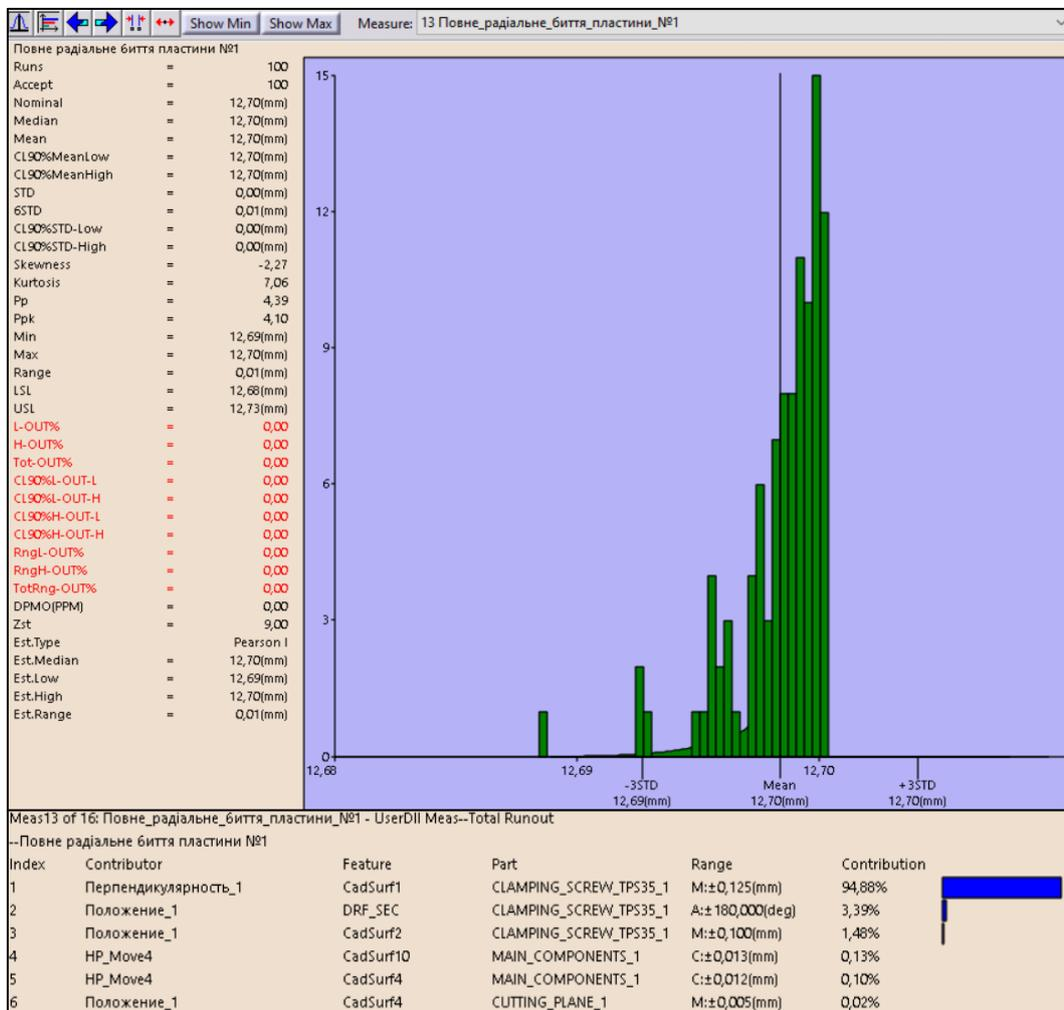 Show Min Show Max Measure: 13 Повне_радіальне_биття_пластини_№1
Повне радіальне биття пластини №1
Runs = 100
Accept = 100
Nominal = 12,70(mm)
Median = 12,70(mm)
Mean = 12,70(mm)
CL90%MeanLow = 12,70(mm)
CL90%MeanHigh = 12,70(mm)
STD = 0,00(mm)
6STD = 0,01(mm)
CL90%STD-Low = 0,00(mm)
CL90%STD-High = 0,00(mm)
Skewness = -2,27
Kurtosis = 7,06
Pp = 4,39
Ppk = 4,10
Min = 12,69(mm)
Max = 12,70(mm)
Range = 0,01(mm)
LSL = 12,68(mm)
USL = 12,73(mm)
L-OUT% = 0,00
H-OUT% = 0,00
Tot-OUT% = 0,00
CL90%L-OUT-L = 0,00
CL90%L-OUT-H = 0,00
CL90%H-OUT-L = 0,00
CL90%H-OUT-H = 0,00
RngL-OUT% = 0,00
RngH-OUT% = 0,00
TotRng-OUT% = 0,00
DPMO(PPM) = 0,00
Zst = 9,00
Est.Type Pearson I
Est.Median = 12,70(mm)
Est.Low = 12,69(mm)
Est.High = 12,70(mm)
Est.Range = 0,01(mm)
15
12
9
6
3
0
12,68 12,69 12,70
-3STD Mean +3STD
12,69(mm) 12,70(mm) 12,70(mm)
Meas13 of 16: Повне_радіальне_биття_пластини_№1 - UserDll Meas--Total Runout
--Повне радіальне биття пластини №1
Index Contributor Feature Part Range Contribution
1 Перпендикулярность_1 CadSurf1 CLAMPING_SCREW_TPS35_1 M:±0,125(mm) 94,88%
2 Положение_1 DRF_SEC CLAMPING_SCREW_TPS35_1 A:±180,000(deg) 3,39%
3 Положение_1 CadSurf2 CLAMPING_SCREW_TPS35_1 M:±0,100(mm) 1,48%
4 HP_Move4 CadSurf10 MAIN_COMPONENTS_1 C:±0,013(mm) 0,13%
5 HP_Move4 CadSurf4 MAIN_COMPONENTS_1 C:±0,012(mm) 0,10%
6 Положение_1 CadSurf4 CUTTING_PLANE_1 M:±0,005(mm) 0,02%